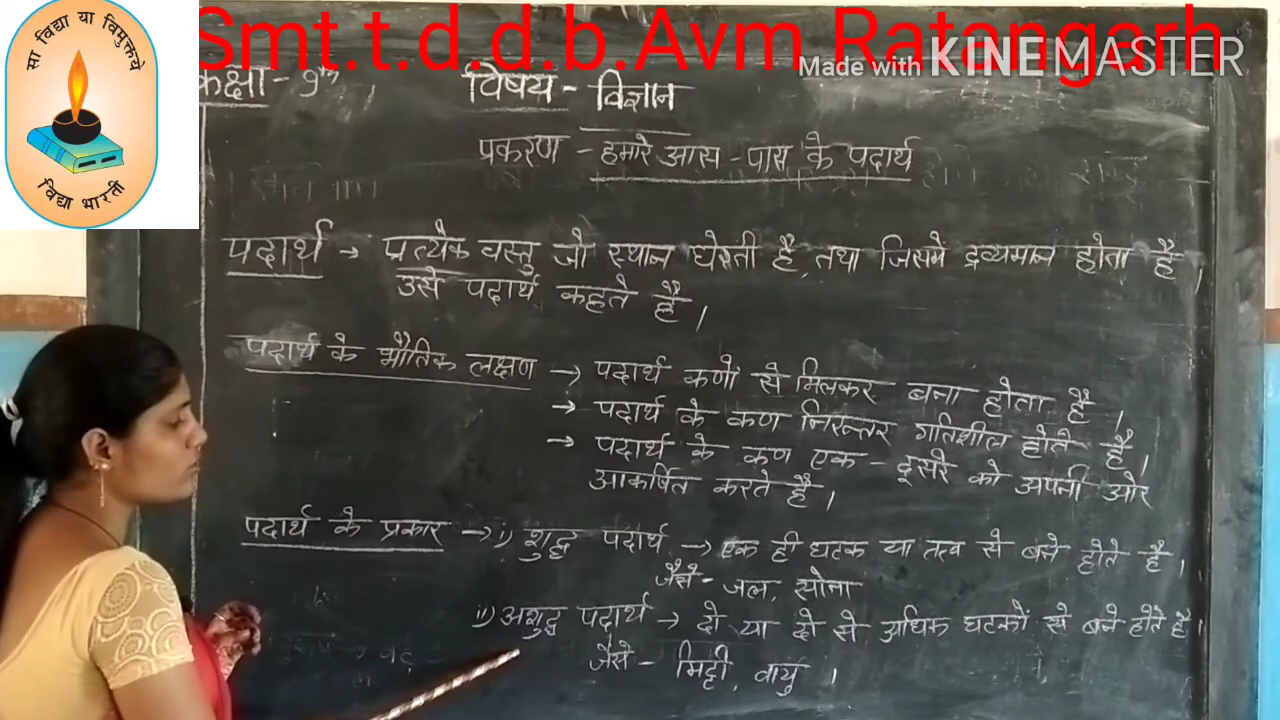 Smt.t.d.d.b.Avm Ratangarh
Made with KINEMASTER
सा विद्या या विमुक्तये
विद्या भारती
कक्षा - 9th
विषय - विज्ञान
प्रकरण - हमारे आस - पास के पदार्थ
पदार्थ → प्रत्येक वस्तु जो स्थान घेरती है, तथा जिसमे द्रव्यमान होता है,
उसे पदार्थ कहते है।
पदार्थ के भौतिक लक्षण → पदार्थ कणों से मिलकर बना होता है।
→ पदार्थ के कण निरन्तर गतिशील होते है।
→ पदार्थ के कण एक - दूसरे को अपनी ओर
आकर्षित करते है।
पदार्थ के प्रकार → i) शुद्ध पदार्थ → एक ही घटक या तत्व से बने होते है।
जैसे - जल, सोना
ii) अशुद्ध पदार्थ → दो या दो से अधिक घटकों से बने होते है।
जैसे - मिट्टी, वायु ।